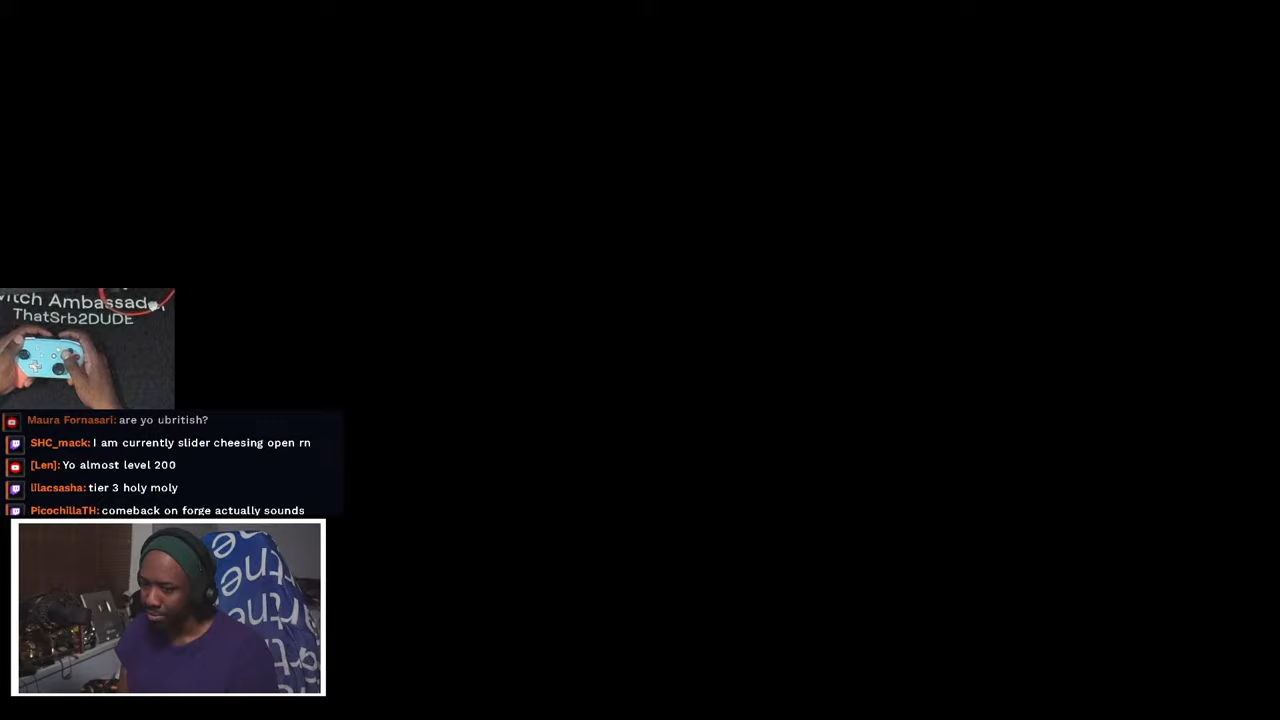 witch Ambassador
ThatSrb2DUDE
Maura Fornasari: are yo ubritish?
SHC_mack: I am currently slider cheesing open rn
[Len]: Yo almost level 200
lilacsasha: tier 3 holy moly
PicochillaTH: comeback on forge actually sounds